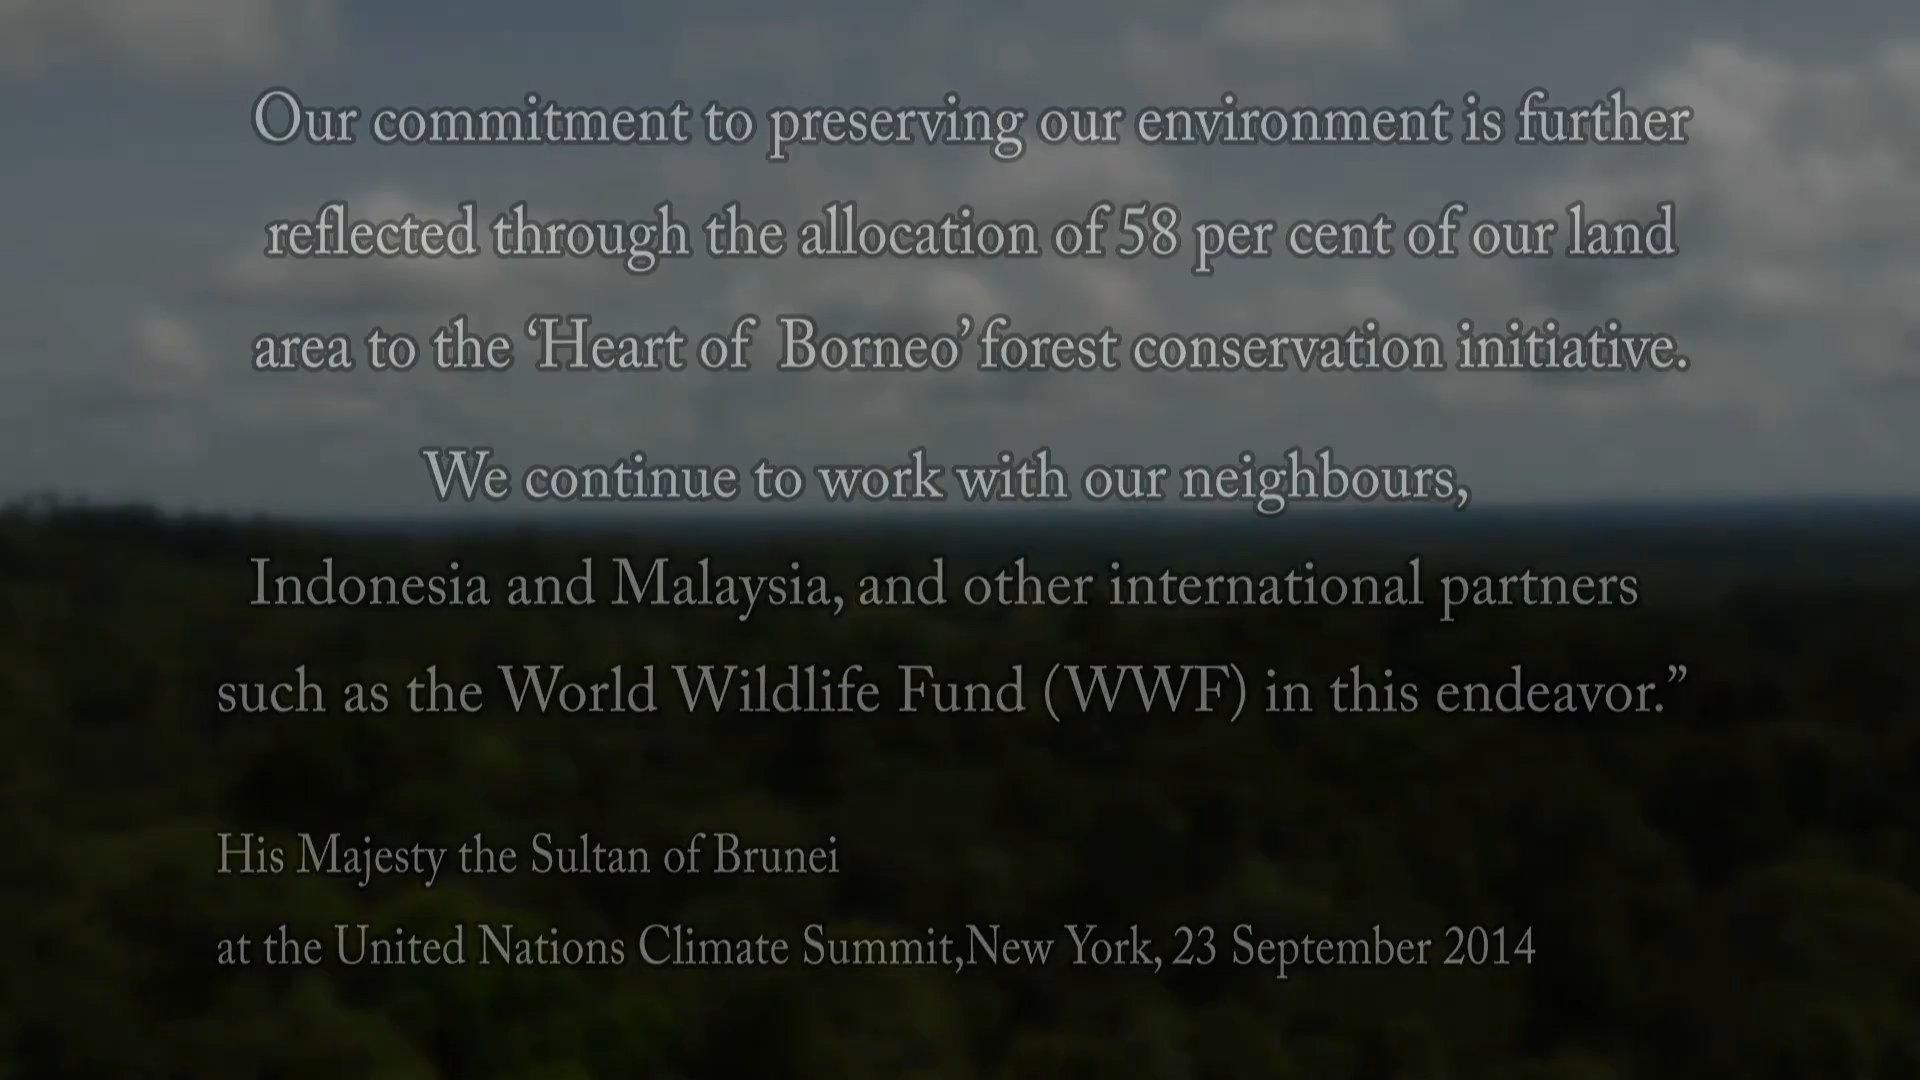 Our commitment to preserving our environment is further
reflected through the allocation of 58 per cent of our land
area to the ‘Heart of Borneo’ forest conservation initiative.
We continue to work with our neighbours,
Indonesia and Malaysia, and other international partners
such as the World Wildlife Fund (WWF) in this endeavor.”
His Majesty the Sultan of Brunei
at the United Nations Climate Summit,New York, 23 September 2014